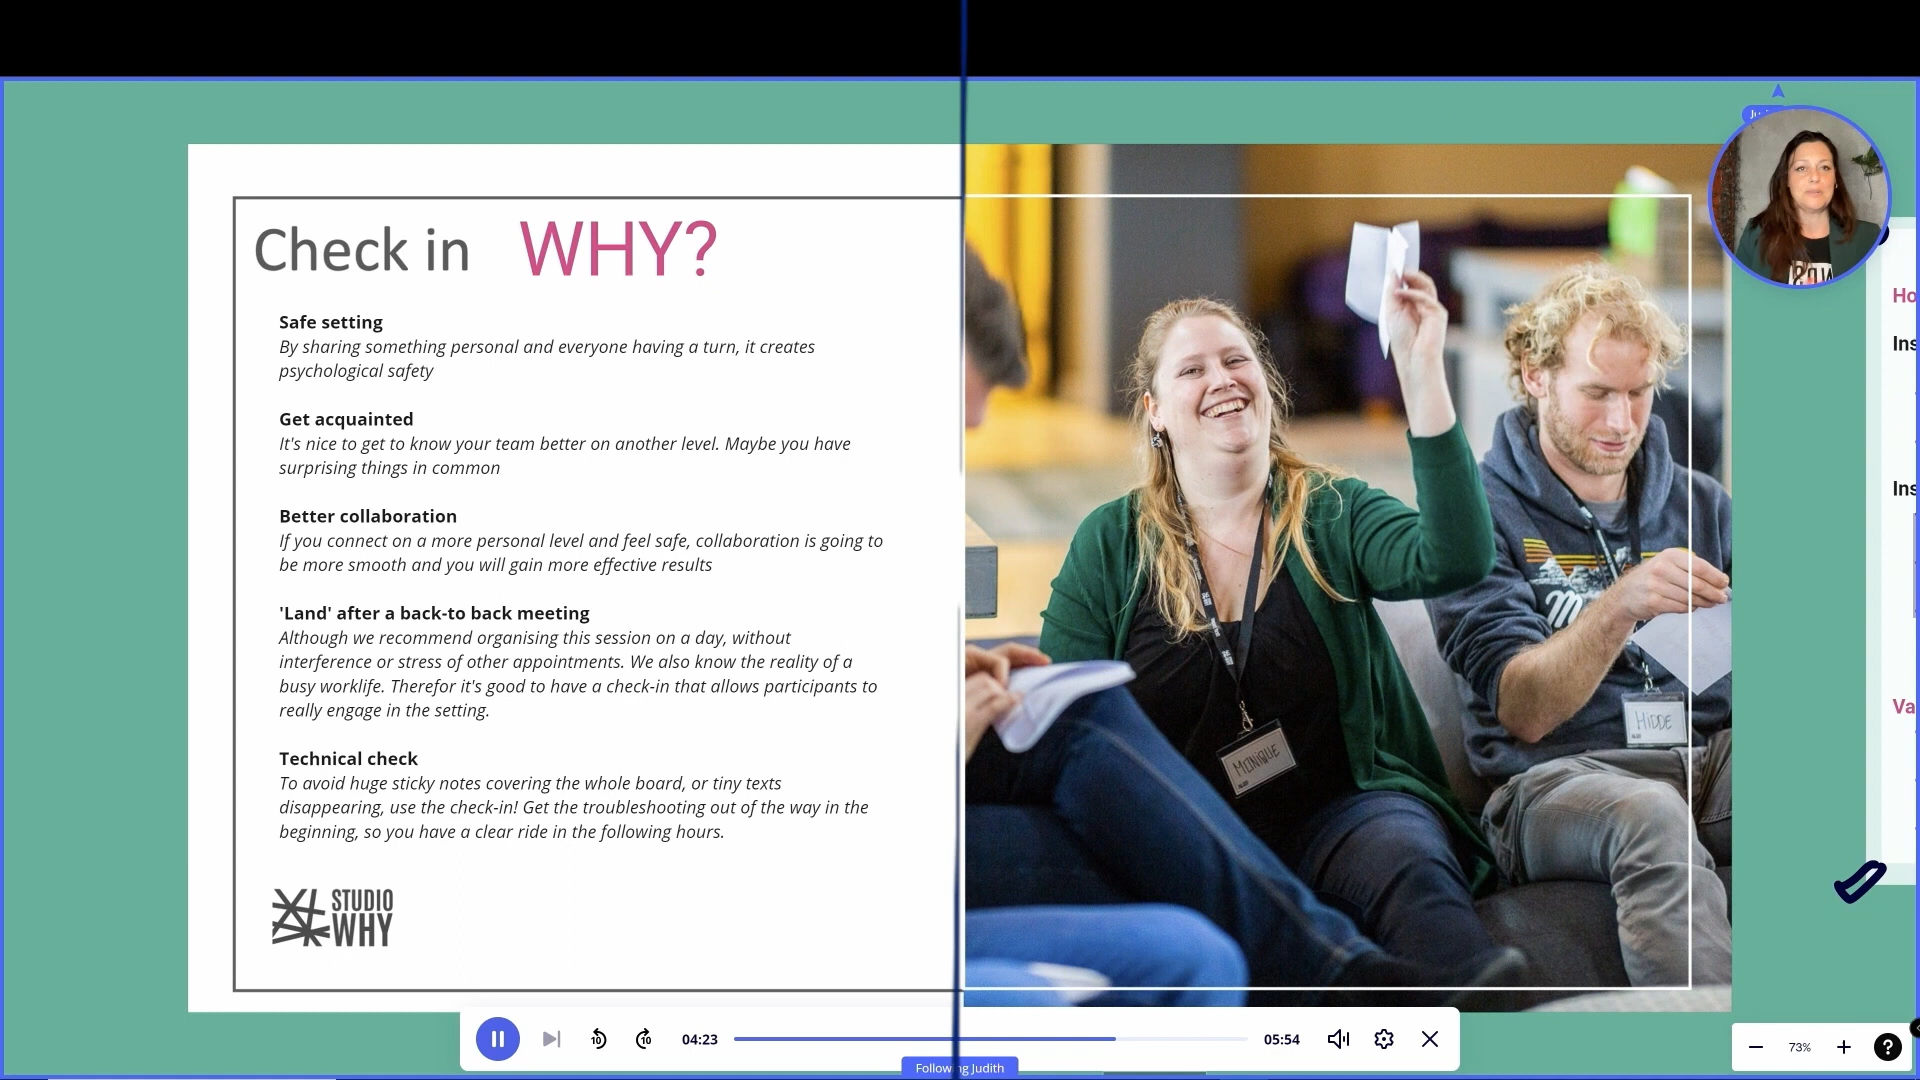 Check in WHY?
Safe setting
By sharing something personal and everyone having a turn, it creates
psychological safety
Get acquainted
It's nice to get to know your team better on another level. Maybe you have
surprising things in common
Better collaboration
If you connect on a more personal level and feel safe, collaboration is going to
be more smooth and you will gain more effective results
'Land' after a back-to back meeting
Although we recommend organising this session on a day, without
interference or stress of other appointments. We also know the reality of a
busy worklife. Therefor it's good to have a check-in that allows participants to
really engage in the setting.
Technical check
To avoid huge sticky notes covering the whole board, or tiny texts
disappearing, use the check-in! Get the troubleshooting out of the way in the
beginning, so you have a clear ride in the following hours.
STUDIO
WHY
MONIQUE
HIDDE
Ho
Ins
Ins
Va
10
10
04:23
05:54
Following Judith
73%
?